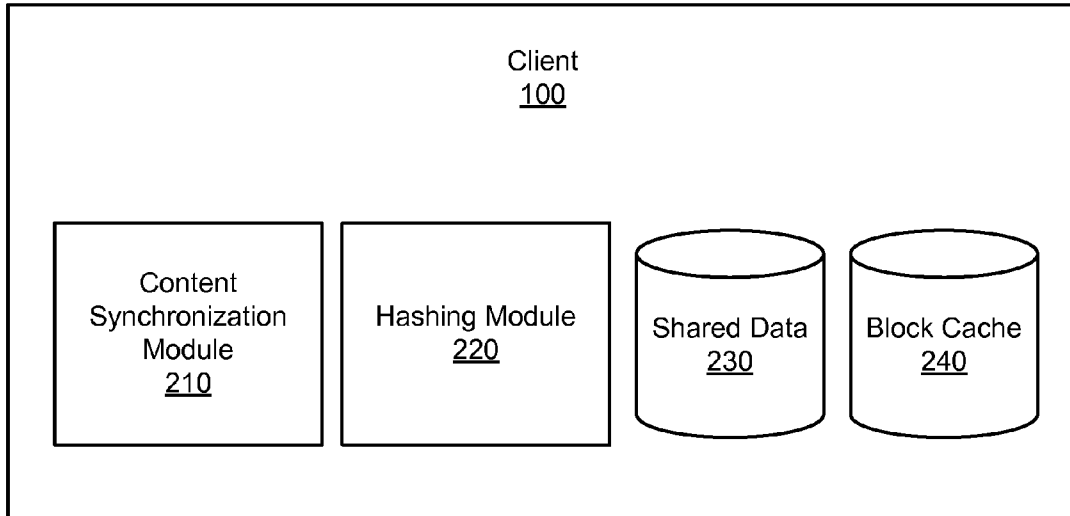 Client
100
Content
Synchronization
Module
210
Hashing Module
220
Shared Data
230
Block Cache
240